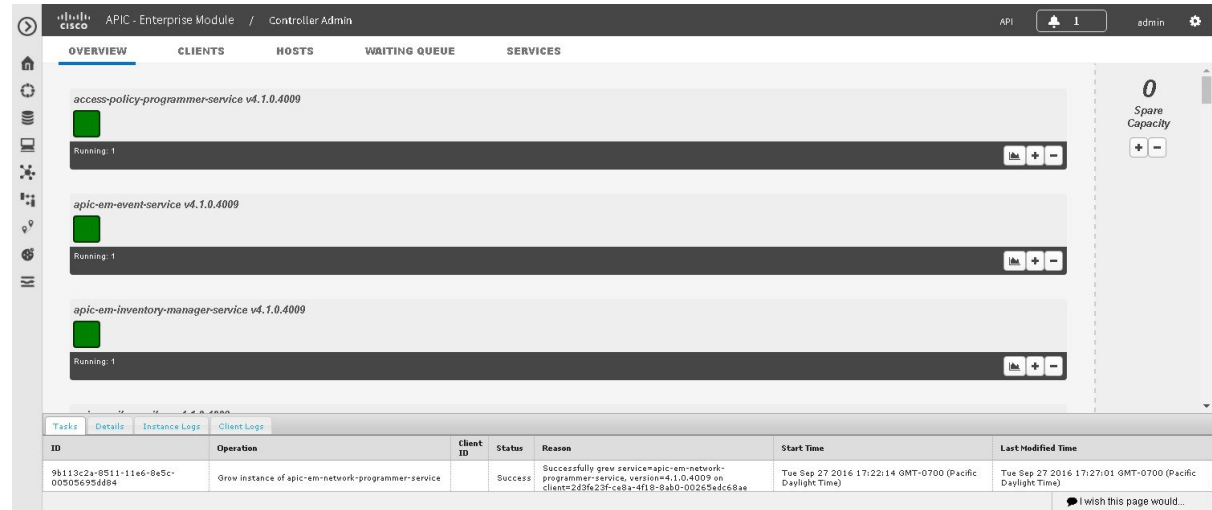 cisco APIC - Enterprise Module / Controller Admin API 1 admin
OVERVIEW CLIENTS HOSTS WAITING QUEUE SERVICES
access-policy-programmer-service v4.1.0.4009
Running: 1
apic-em-event-service v4.1.0.4009
Running: 1
apic-em-inventory-manager-service v4.1.0.4009
Running: 1
0
Spare
Capacity
+ -
Tasks Details Instance Logs Client Logs
ID Operation Client ID Status Reason Start Time Last Modified Time
9b113c2a-8511-11e6-8e5c-
00505695dd84
Grow instance of apic-em-network-programmer-service
Success
Successfully grew service=apic-em-network-
programmer-service, version=4.1.0.4009 on
client=2d3fe23f-ce8a-4f18-8ab0-00265edc68ae
Tue Sep 27 2016 17:22:14 GMT-0700 (Pacific
Daylight Time)
Tue Sep 27 2016 17:27:01 GMT-0700 (Pacific
Daylight Time)
I wish this page would...